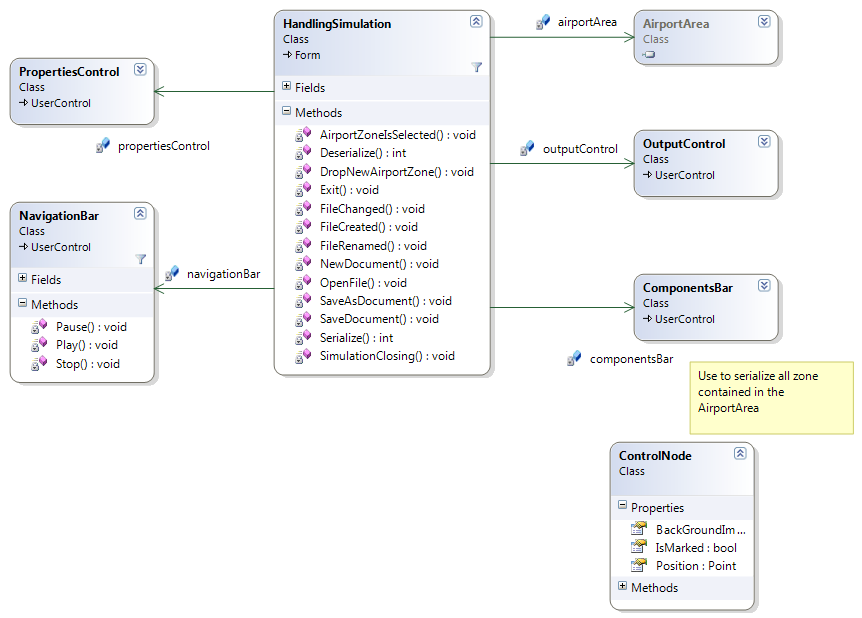 HandlingSimulation
Class
Form
Fields
Methods
AirportZoneIsSelected() : void
Deserialize() : int
DropNewAirportZone() : void
Exit() : void
FileChanged() : void
FileCreated() : void
FileRenamed() : void
NewDocument() : void
OpenFile() : void
SaveAsDocument() : void
SaveDocument() : void
Serialize() : int
SimulationClosing() : void
PropertiesControl
Class
UserControl
propertiesControl
NavigationBar
Class
UserControl
Fields
Methods
Pause() : void
Play() : void
Stop() : void
navigationBar
airportArea
AirportArea
Class
outputControl
OutputControl
Class
UserControl
ComponentsBar
Class
UserControl
componentsBar
Use to serialize all zone
contained in the
AirportArea
ControlNode
Class
Properties
BackGroundIm...
IsMarked : bool
Position : Point
Methods